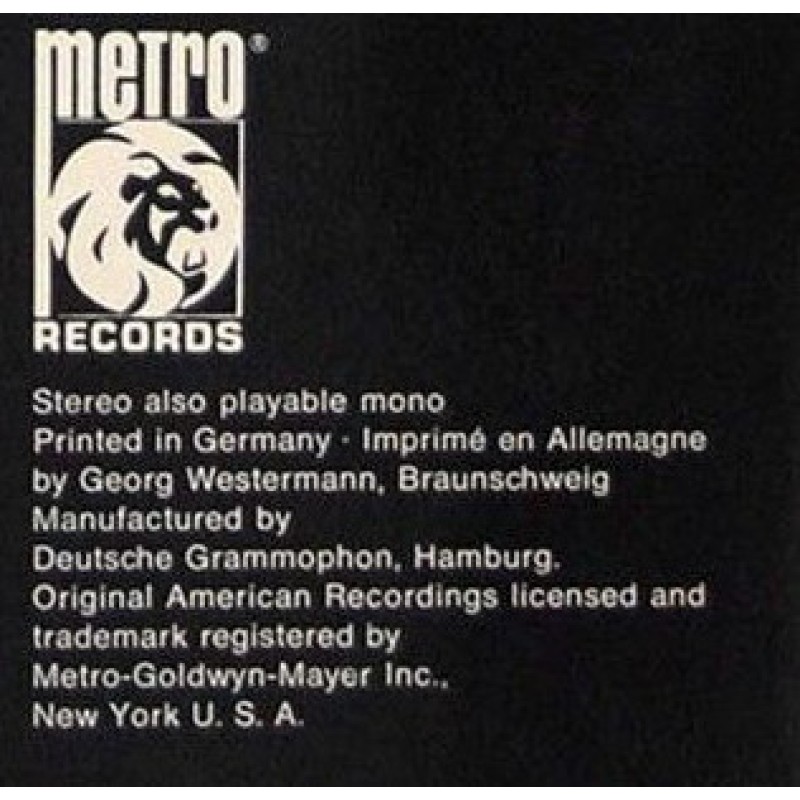 metro®
RECORDS
Stereo also playable mono
Printed in Germany · Imprimé en Allemagne
by Georg Westermann, Braunschweig
Manufactured by
Deutsche Grammophon, Hamburg.
Original American Recordings licensed and
trademark registered by
Metro-Goldwyn-Mayer Inc.,
New York U. S. A.